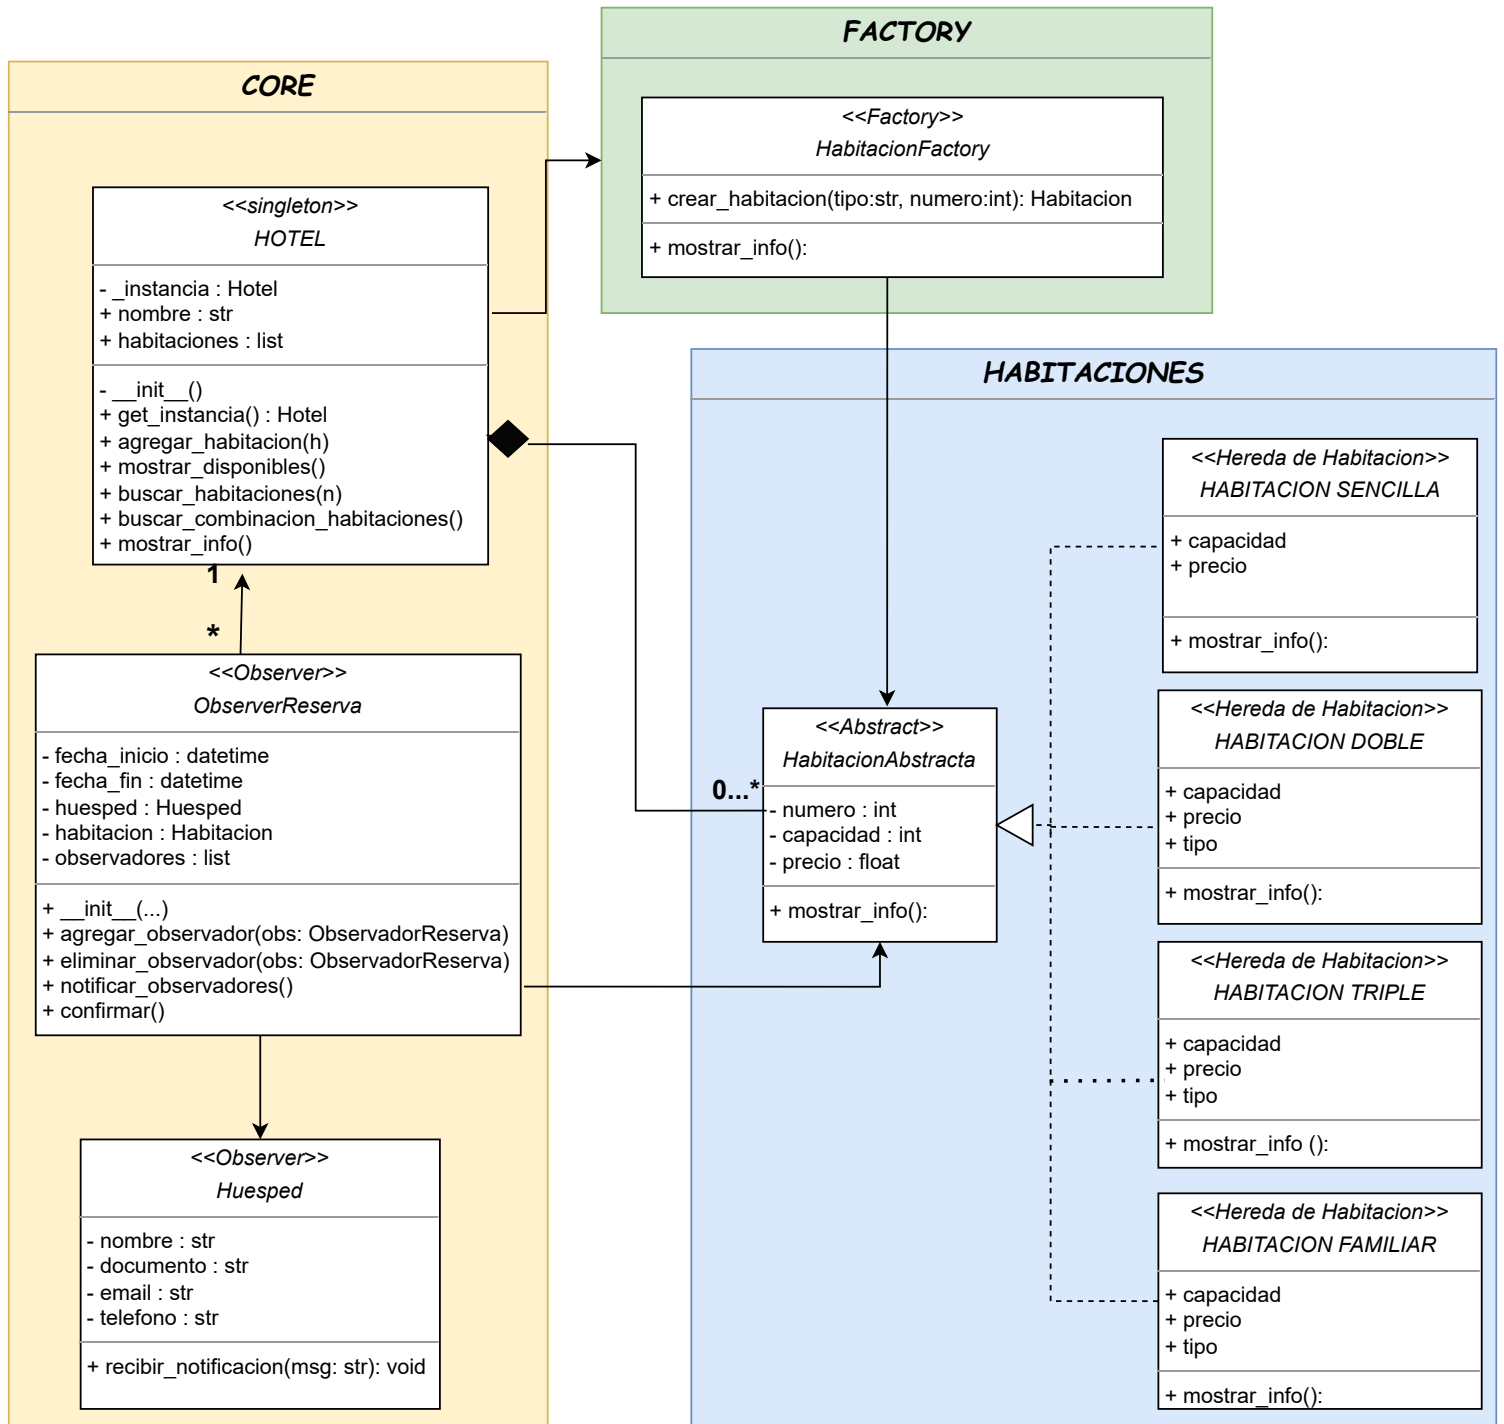 CORE
<<singleton>>
HOTEL
- _instancia : Hotel
+ nombre : str
+ habitaciones : list
- __init__()
+ get_instancia() : Hotel
+ agregar_habitacion(h)
+ mostrar_disponibles()
+ buscar_habitaciones(n)
+ buscar_combinacion_habitaciones()
+ mostrar_info()
1
*
<<Observer>>
ObserverReserva
- fecha_inicio : datetime
- fecha_fin : datetime
- huesped : Huesped
- habitacion : Habitacion
- observadores : list
+ __init__(...)
+ agregar_observador(obs: ObservadorReserva)
+ eliminar_observador(obs: ObservadorReserva)
+ notificar_observadores()
+ confirmar()
<<Observer>>
Huesped
- nombre : str
- documento : str
- email : str
- telefono : str
+ recibir_notificacion(msg: str): void
FACTORY
<<Factory>>
HabitacionFactory
+ crear_habitacion(tipo:str, numero:int): Habitacion
+ mostrar_info():
HABITACIONES
<<Abstract>>
HabitacionAbstracta
0...*
- numero : int
- capacidad : int
- precio : float
+ mostrar_info():
<<Hereda de Habitacion>>
HABITACION SENCILLA
+ capacidad
+ precio
+ mostrar_info():
<<Hereda de Habitacion>>
HABITACION DOBLE
+ capacidad
+ precio
+ tipo
+ mostrar_info():
<<Hereda de Habitacion>>
HABITACION TRIPLE
+ capacidad
+ precio
+ tipo
+ mostrar_info ():
<<Hereda de Habitacion>>
HABITACION FAMILIAR
+ capacidad
+ precio
+ tipo
+ mostrar_info():